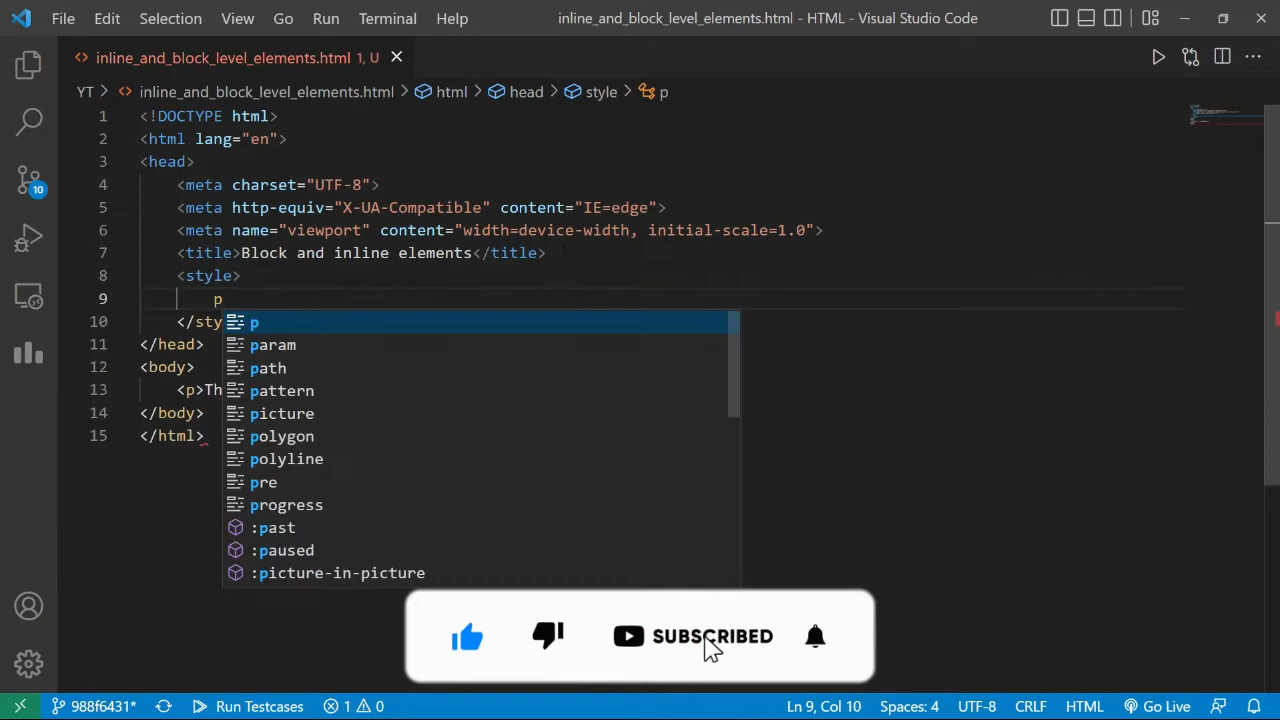 File Edit Selection View Go Run Terminal Help inline_and_block_level_elements.html - HTML - Visual Studio Code
inline_and_block_level_elements.html 1, U
YT > inline_and_block_level_elements.html > html > head > style > p
1 <!DOCTYPE html>
2 <html lang="en">
3 <head>
4 <meta charset="UTF-8">
5 <meta http-equiv="X-UA-Compatible" content="IE=edge">
6 <meta name="viewport" content="width=device-width, initial-scale=1.0">
7 <title>Block and inline elements</title>
8 <style>
9 p
10 </sty
11 </head>
12 <body>
13 <p>Th
14 </body>
15 </html>
p
param
path
pattern
picture
polygon
polyline
pre
progress
:past
:paused
:picture-in-picture
SUBSCRIBED
10
988f6431* Run Testcases 1 0 Ln 9, Col 10 Spaces: 4 UTF-8 CRLF HTML Go Live